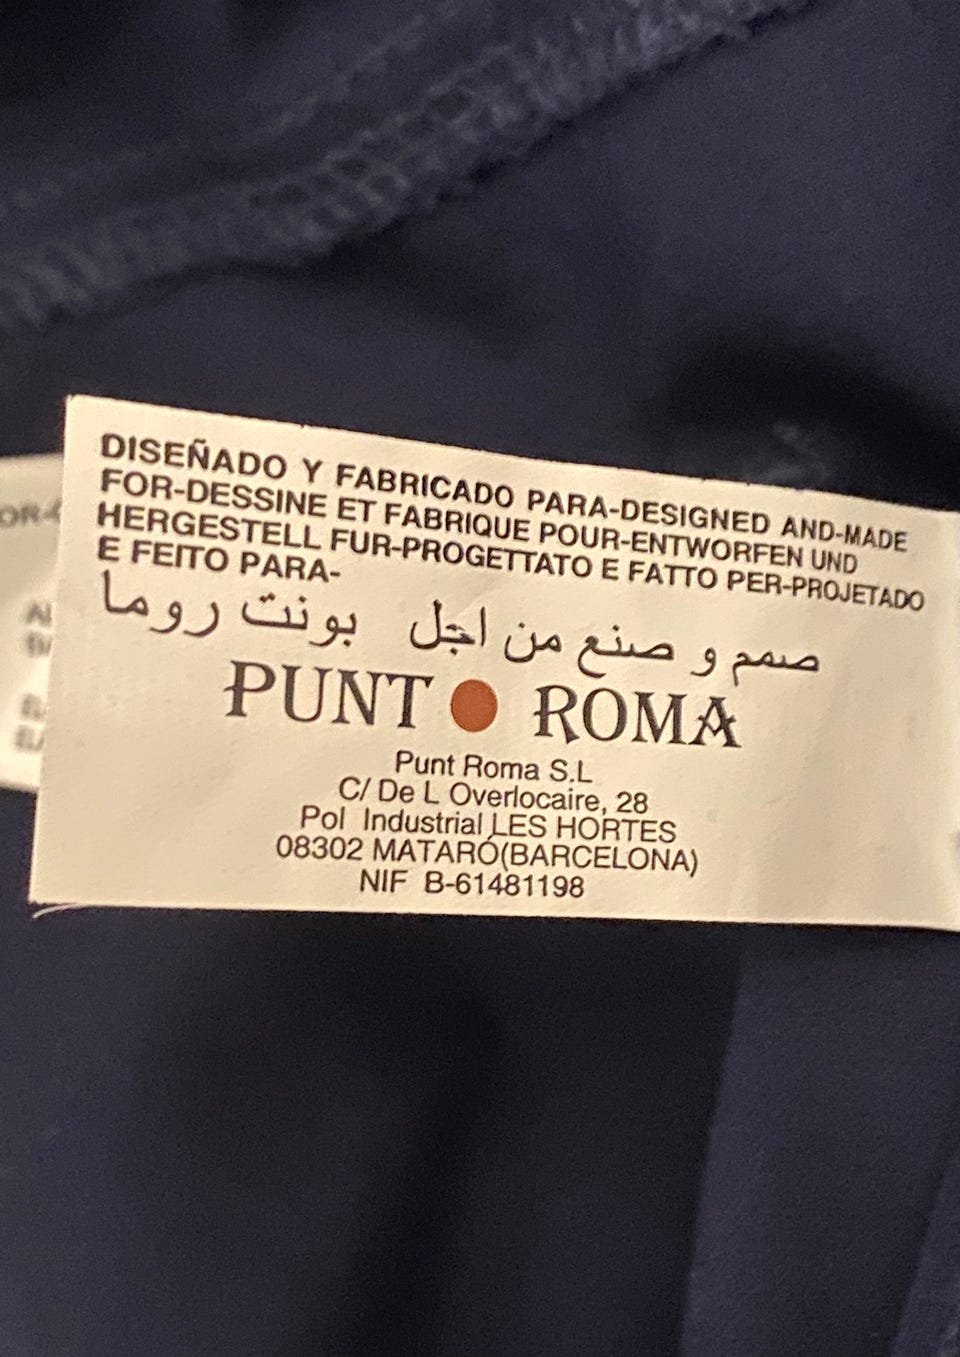 DISEÑADO Y FABRICADO PARA-DESIGNED AND-MADE
FOR-DESSINE ET FABRIQUE POUR-ENTWORFEN UND
HERGESTELL FUR-PROGETTATO E FATTO PER-PROJETADO
E FEITO PARA-
صمم و صنع من اجل بونت روما
PUNT ROMA
Punt Roma S.L
C/ De L Overlocaire, 28
Pol Industrial LES HORTES
08302 MATARÓ(BARCELONA)
NIF B-61481198